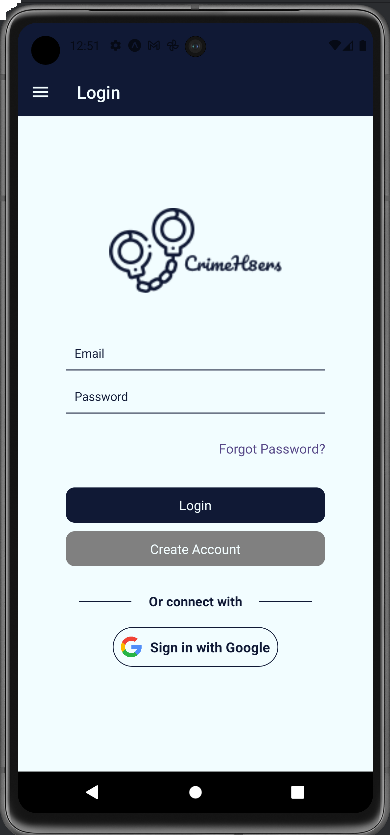 12:51
Login
CrimeH8ers
Email
Password
Forgot Password?
Login
Create Account
Or connect with
Sign in with Google